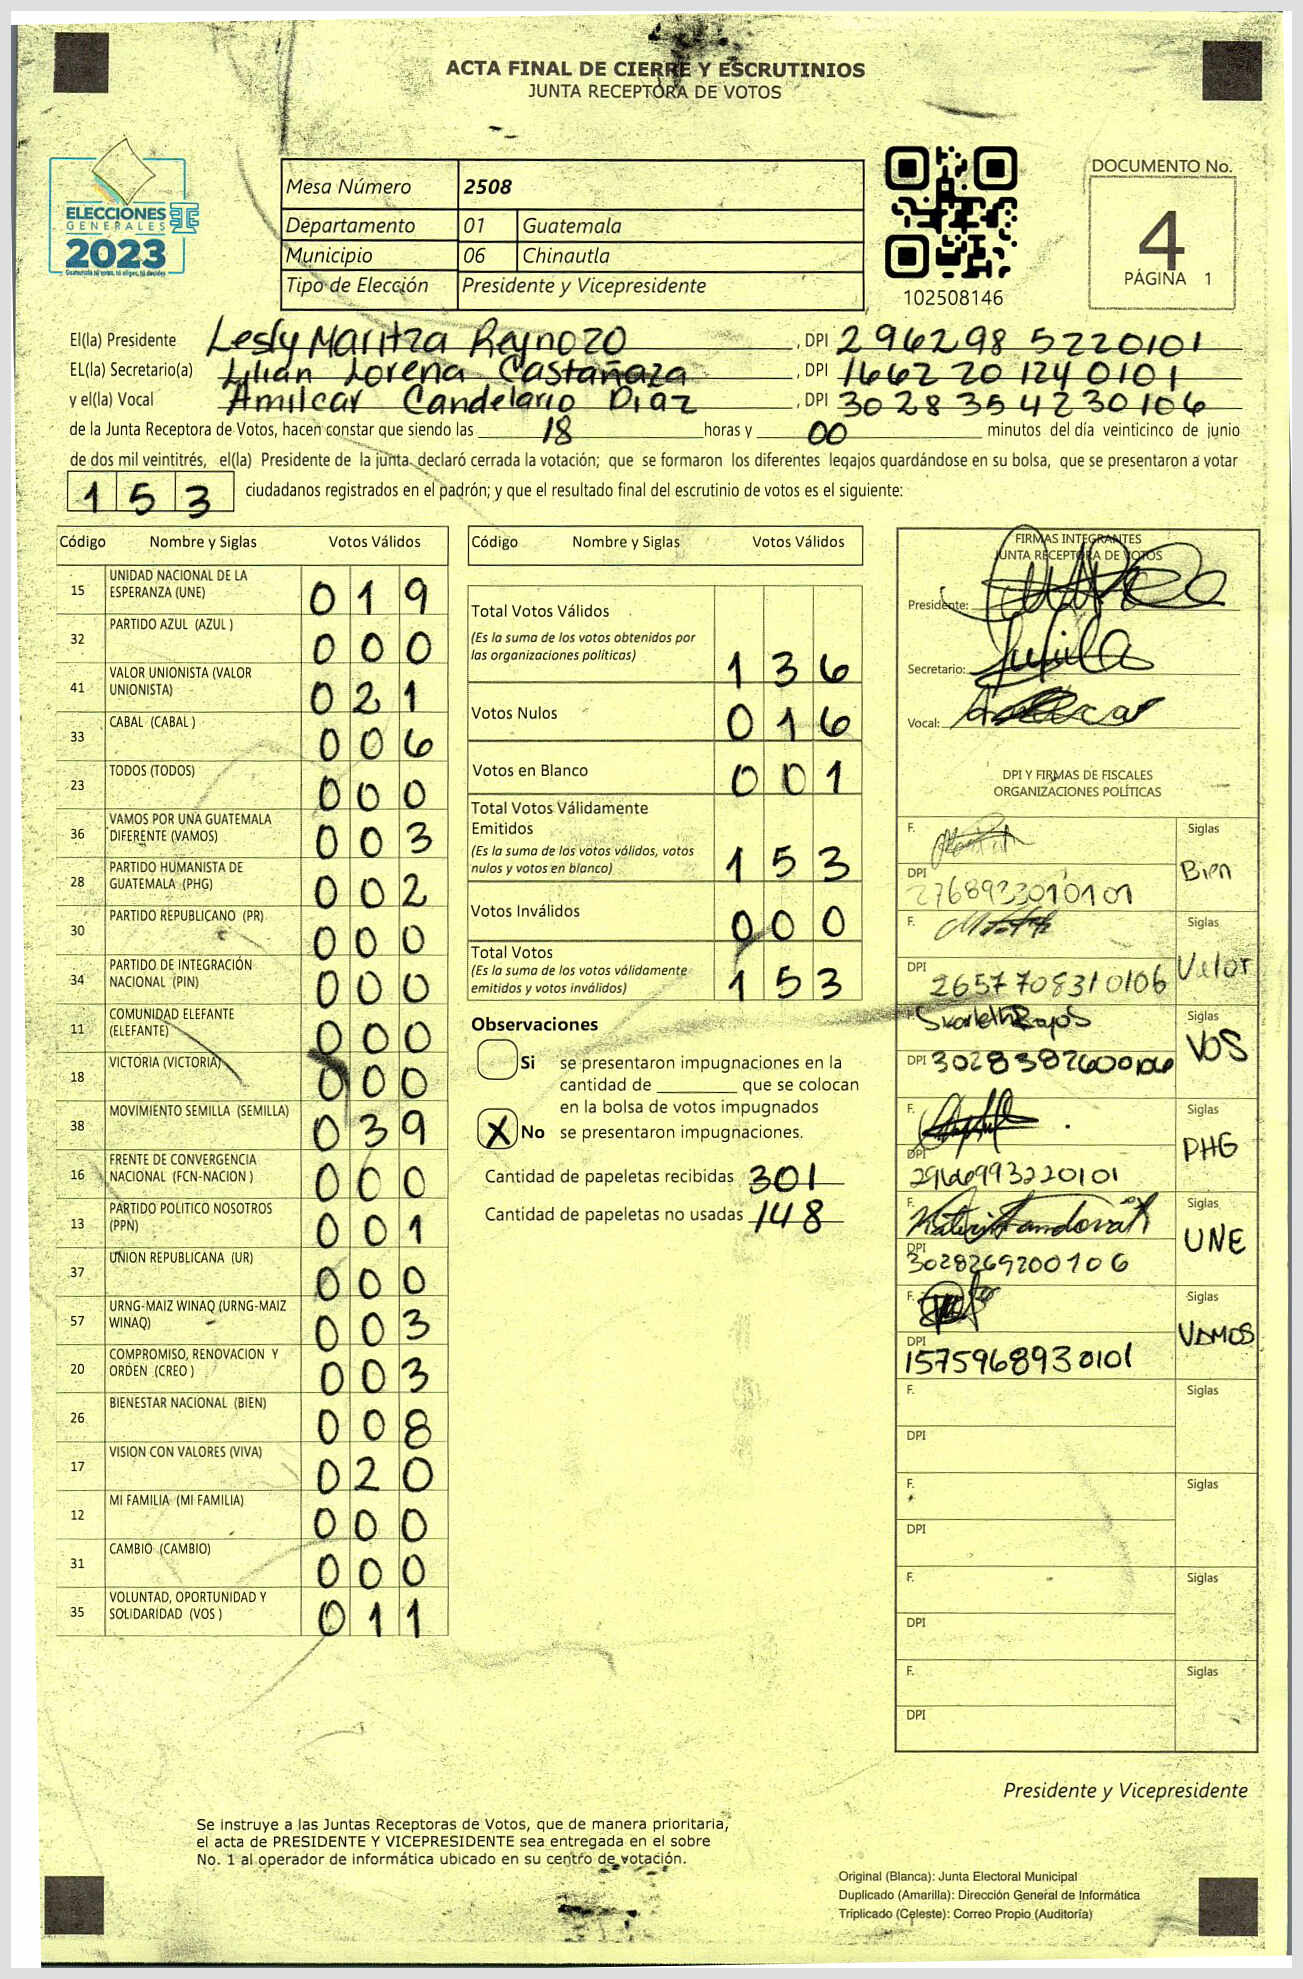 ACTA FINAL DE CIERRE Y ESCRUTINIOS
JUNTA RECEPTORA DE VOTOS
ELECCIONES
GENERALES
2023
Guatemala tú votas, tú eliges, tú decides
Mesa Número 2508
Departamento 01 Guatemala
Municipio 06 Chinautla
Tipo de Elección Presidente y Vicepresidente
102508146
DOCUMENTO No.
4
PÁGINA 1
El(la) Presidente Lesly Maritza Reynozo, DPI 296298 5220101
EL(la) Secretario(a) Lilian Lorena Castañaza, DPI 1662 20 124 0101
y el(la) Vocal Amilcar Candelario Diaz, DPI 3028354230106
de la Junta Receptora de Votos, hacen constar que siendo las 18 horas y 00 minutos del día veinticinco de junio
de dos mil veintitrés, el(la) Presidente de la junta declaró cerrada la votación; que se formaron los diferentes legajos guardándose en su bolsa, que se presentaron a votar
153 ciudadanos registrados en el padrón; y que el resultado final del escrutinio de votos es el siguiente:
Código Nombre y Siglas Votos Válidos
15 UNIDAD NACIONAL DE LA ESPERANZA (UNE) 019
32 PARTIDO AZUL (AZUL ) 000
41 VALOR UNIONISTA (VALOR UNIONISTA) 021
33 CABAL (CABAL ) 006
23 TODOS (TODOS) 000
36 VAMOS POR UNA GUATEMALA DIFERENTE (VAMOS) 003
28 PARTIDO HUMANISTA DE GUATEMALA (PHG) 002
30 PARTIDO REPUBLICANO (PR) 000
34 PARTIDO DE INTEGRACIÓN NACIONAL (PIN) 000
11 COMUNIDAD ELEFANTE (ELEFANTE) 000
18 VICTORIA (VICTORIA) 000
38 MOVIMIENTO SEMILLA (SEMILLA) 039
16 FRENTE DE CONVERGENCIA NACIONAL (FCN-NACION ) 000
13 PARTIDO POLITICO NOSOTROS (PPN) 001
37 UNION REPUBLICANA (UR) 000
57 URNG-MAIZ WINAQ (URNG-MAIZ WINAQ) 003
20 COMPROMISO, RENOVACION Y ORDEN (CREO ) 003
26 BIENESTAR NACIONAL (BIEN) 008
17 VISION CON VALORES (VIVA) 020
12 MI FAMILIA (MI FAMILIA) 000
31 CAMBIO (CAMBIO) 000
35 VOLUNTAD, OPORTUNIDAD Y SOLIDARIDAD (VOS ) 011
Código Nombre y Siglas Votos Válidos
Total Votos Válidos
(Es la suma de los votos obtenidos por
las organizaciones políticas) 136
Votos Nulos 016
Votos en Blanco 001
Total Votos Válidamente
Emitidos
(Es la suma de los votos válidos, votos
nulos y votos en blanco) 153
Votos Inválidos 000
Total Votos
(Es la suma de los votos válidamente
emitidos y votos inválidos) 153
Observaciones
Si se presentaron impugnaciones en la
cantidad de ________ que se colocan
en la bolsa de votos impugnados
X No se presentaron impugnaciones.
Cantidad de papeletas recibidas 301
Cantidad de papeletas no usadas 148
FIRMAS INTEGRANTES
JUNTA RECEPTORA DE VOTOS
Presidente:
Secretario:
Vocal:
DPI Y FIRMAS DE FISCALES
ORGANIZACIONES POLÍTICAS
F. Siglas
DPI 2768933010101 Bien
F. Siglas
DPI 2657708310106 Valor
F. Siglas
DPI 3028382600106 VOS
F. Siglas
DPI 2916993220101 PHG
F. Siglas
DPI 3028269200106 UNE
F. Siglas
DPI 1575968930101 VAMOS
F. Siglas
DPI
F. Siglas
DPI
F. Siglas
DPI
F. Siglas
DPI
Presidente y Vicepresidente
Se instruye a las Juntas Receptoras de Votos, que de manera prioritaria,
el acta de PRESIDENTE Y VICEPRESIDENTE sea entregada en el sobre
No. 1 al operador de informática ubicado en su centro de votación.
Original (Blanca): Junta Electoral Municipal
Duplicado (Amarilla): Dirección General de Informática
Triplicado (Celeste): Correo Propio (Auditoría)